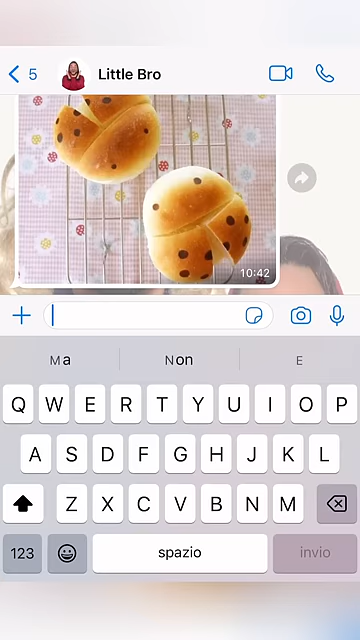 5 Little Bro
10:42
Ma Non E
Q W E R T Y U I O P
A S D F G H J K L
Z X C V B N M
123 spazio invio